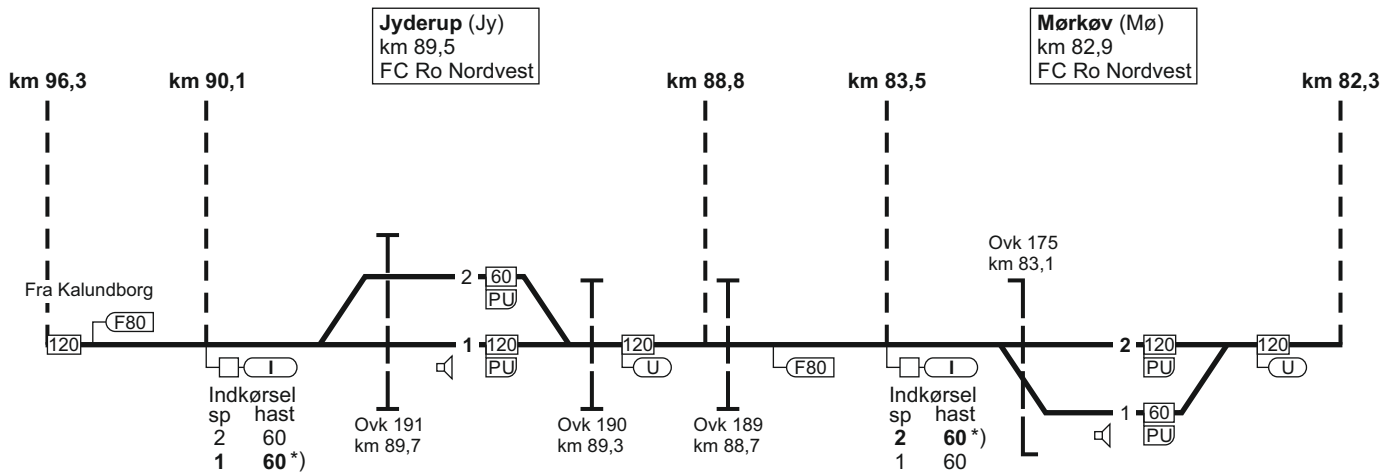 Jyderup (Jy)
km 89,5
FC Ro Nordvest
Mørkøv (Mø)
km 82,9
FC Ro Nordvest
km 96,3
km 90,1
km 88,8
km 83,5
km 82,3
Ovk 175
km 83,1
Fra Kalundborg
2 60
PU
F80
120
1 120
PU
120
U
F80
2 120
PU
120
U
I
I
Indkørsel
sp hast
2 60
1 60 *)
Ovk 191
km 89,7
Ovk 190
km 89,3
Ovk 189
km 88,7
Indkørsel
sp hast
2 60 *)
1 60
1 60
PU